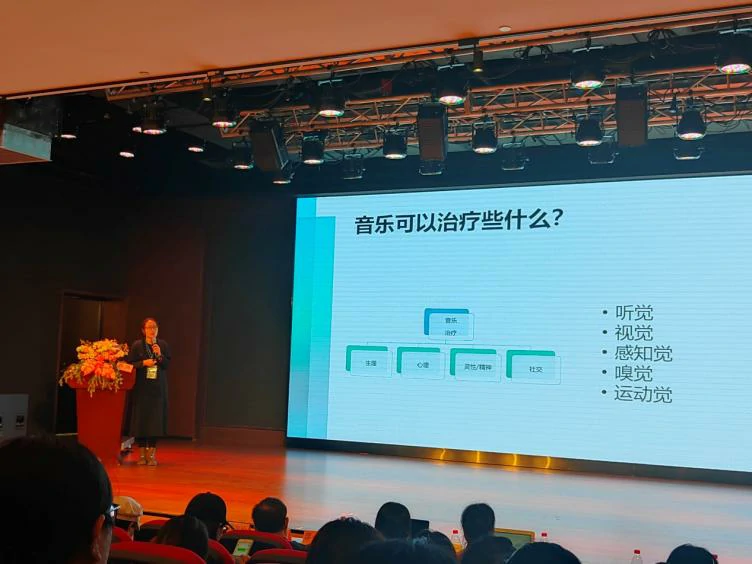 音乐可以治疗些什么？
音乐
治疗
生理
心理
灵性/精神
社交
• 听觉
• 视觉
• 感知觉
• 嗅觉
• 运动觉